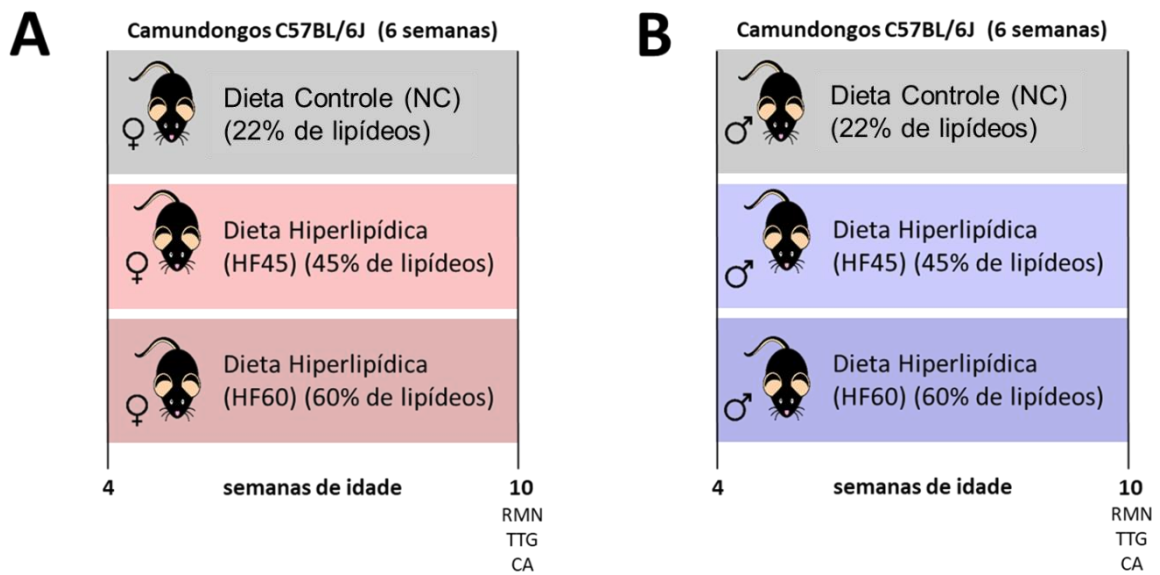 A
Camundongos C57BL/6J (6 semanas)
♀
Dieta Controle (NC)
(22% de lipídeos)
♀
Dieta Hiperlipídica
(HF45) (45% de lipídeos)
♀
Dieta Hiperlipídica
(HF60) (60% de lipídeos)
4
semanas de idade
10
RMN
TTG
CA
B
Camundongos C57BL/6J (6 semanas)
♂
Dieta Controle (NC)
(22% de lipídeos)
♂
Dieta Hiperlipídica
(HF45) (45% de lipídeos)
♂
Dieta Hiperlipídica
(HF60) (60% de lipídeos)
4
semanas de idade
10
RMN
TTG
CA